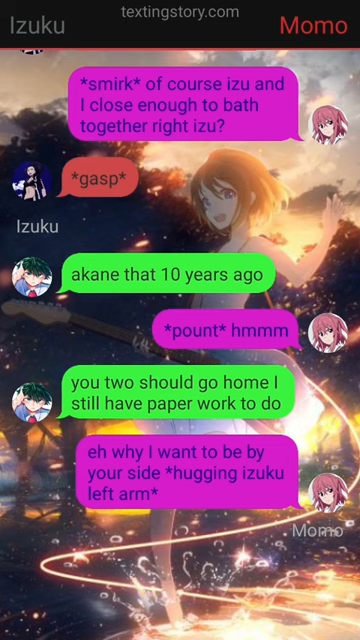 textingstory.com
Izuku
Momo
*smirk* of course izu and
I close enough to bath
together right izu?
*gasp*
Izuku
akane that 10 years ago
*pount* hmmm
you two should go home I
still have paper work to do
eh why I want to be by
your side *hugging izuku
left arm*
Momo